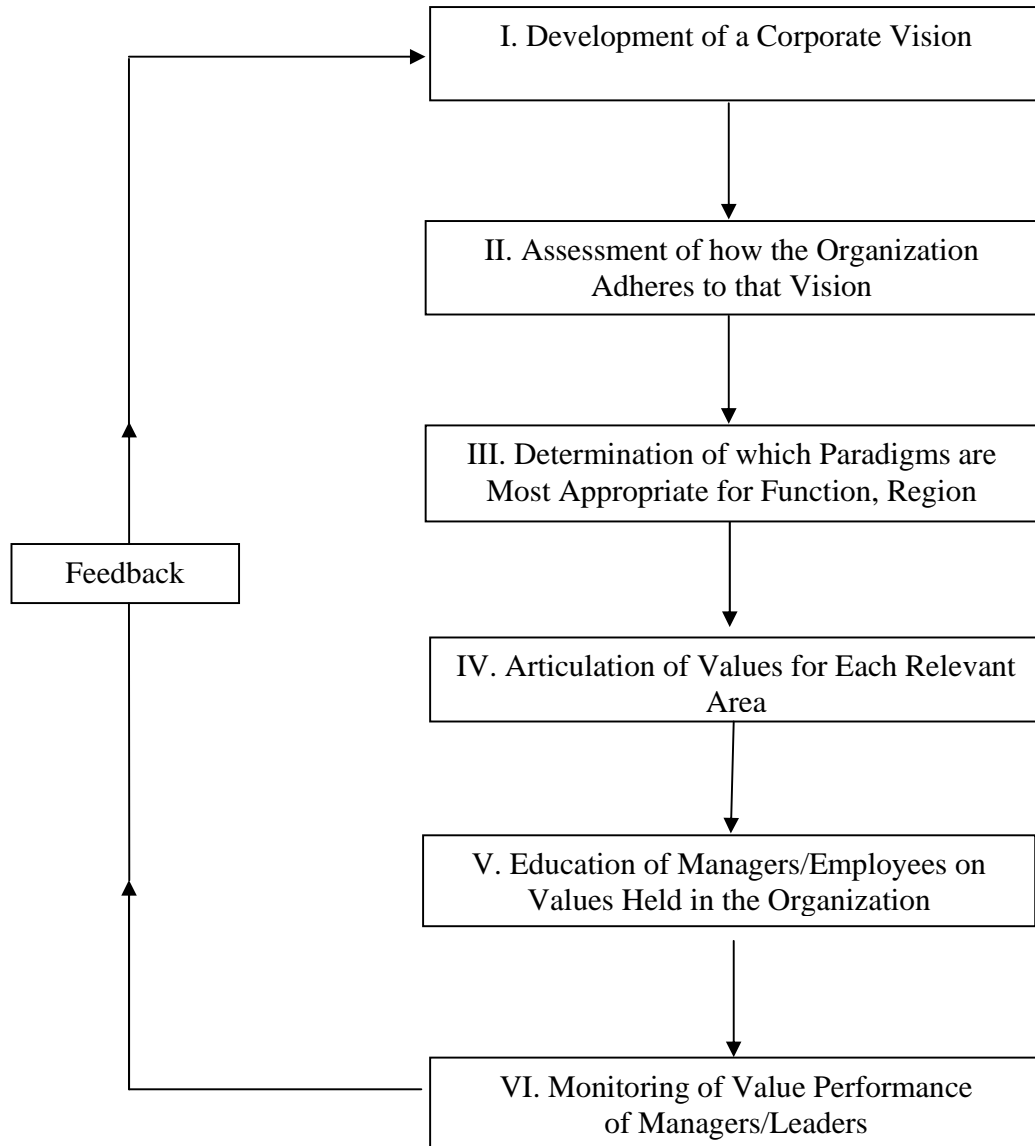 I. Development of a Corporate Vision
II. Assessment of how the Organization
Adheres to that Vision
III. Determination of which Paradigms are
Most Appropriate for Function, Region
Feedback
IV. Articulation of Values for Each Relevant
Area
V. Education of Managers/Employees on
Values Held in the Organization
VI. Monitoring of Value Performance
of Managers/Leaders